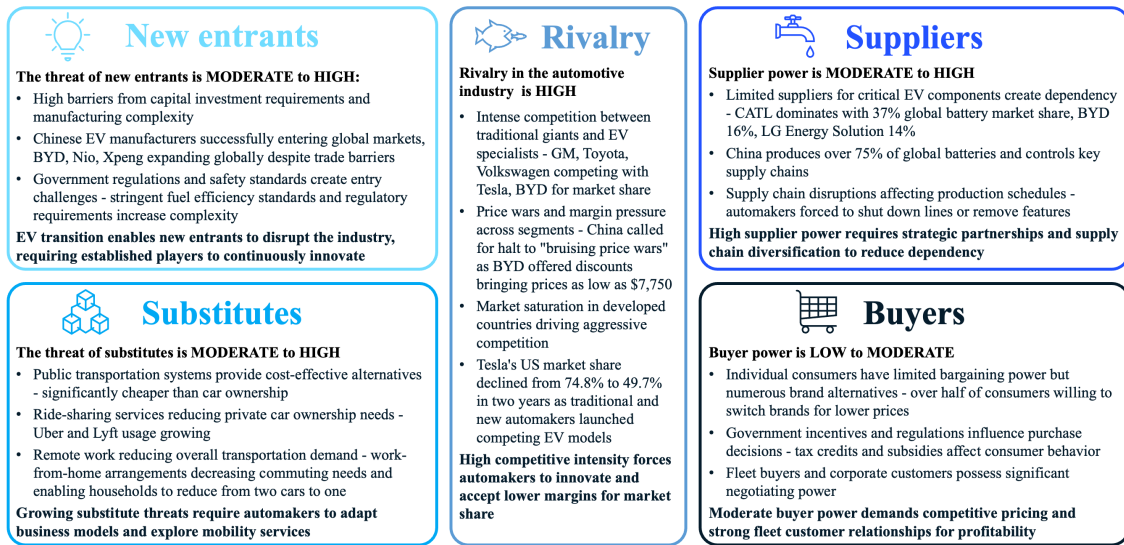 New entrants
The threat of new entrants is MODERATE to HIGH:
• High barriers from capital investment requirements and
manufacturing complexity
• Chinese EV manufacturers successfully entering global markets,
BYD, Nio, Xpeng expanding globally despite trade barriers
• Government regulations and safety standards create entry
challenges - stringent fuel efficiency standards and regulatory
requirements increase complexity
EV transition enables new entrants to disrupt the industry,
requiring established players to continuously innovate
Substitutes
The threat of substitutes is MODERATE to HIGH
• Public transportation systems provide cost-effective alternatives
- significantly cheaper than car ownership
• Ride-sharing services reducing private car ownership needs -
Uber and Lyft usage growing
• Remote work reducing overall transportation demand - work-
from-home arrangements decreasing commuting needs and
enabling households to reduce from two cars to one
Growing substitute threats require automakers to adapt
business models and explore mobility services
Rivalry
Rivalry in the automotive
industry is HIGH
• Intense competition between
traditional giants and EV
specialists - GM, Toyota,
Volkswagen competing with
Tesla, BYD for market share
• Price wars and margin pressure
across segments - China called
for halt to "bruising price wars"
as BYD offered discounts
bringing prices as low as $7,750
• Market saturation in developed
countries driving aggressive
competition
• Tesla's US market share
declined from 74.8% to 49.7%
in two years as traditional and
new automakers launched
competing EV models
High competitive intensity forces
automakers to innovate and
accept lower margins for market
share
Suppliers
Supplier power is MODERATE to HIGH
• Limited suppliers for critical EV components create dependency
- CATL dominates with 37% global battery market share, BYD
16%, LG Energy Solution 14%
• China produces over 75% of global batteries and controls key
supply chains
• Supply chain disruptions affecting production schedules -
automakers forced to shut down lines or remove features
High supplier power requires strategic partnerships and supply
chain diversification to reduce dependency
Buyers
Buyer power is LOW to MODERATE
• Individual consumers have limited bargaining power but
numerous brand alternatives - over half of consumers willing to
switch brands for lower prices
• Government incentives and regulations influence purchase
decisions - tax credits and subsidies affect consumer behavior
• Fleet buyers and corporate customers possess significant
negotiating power
Moderate buyer power demands competitive pricing and
strong fleet customer relationships for profitability